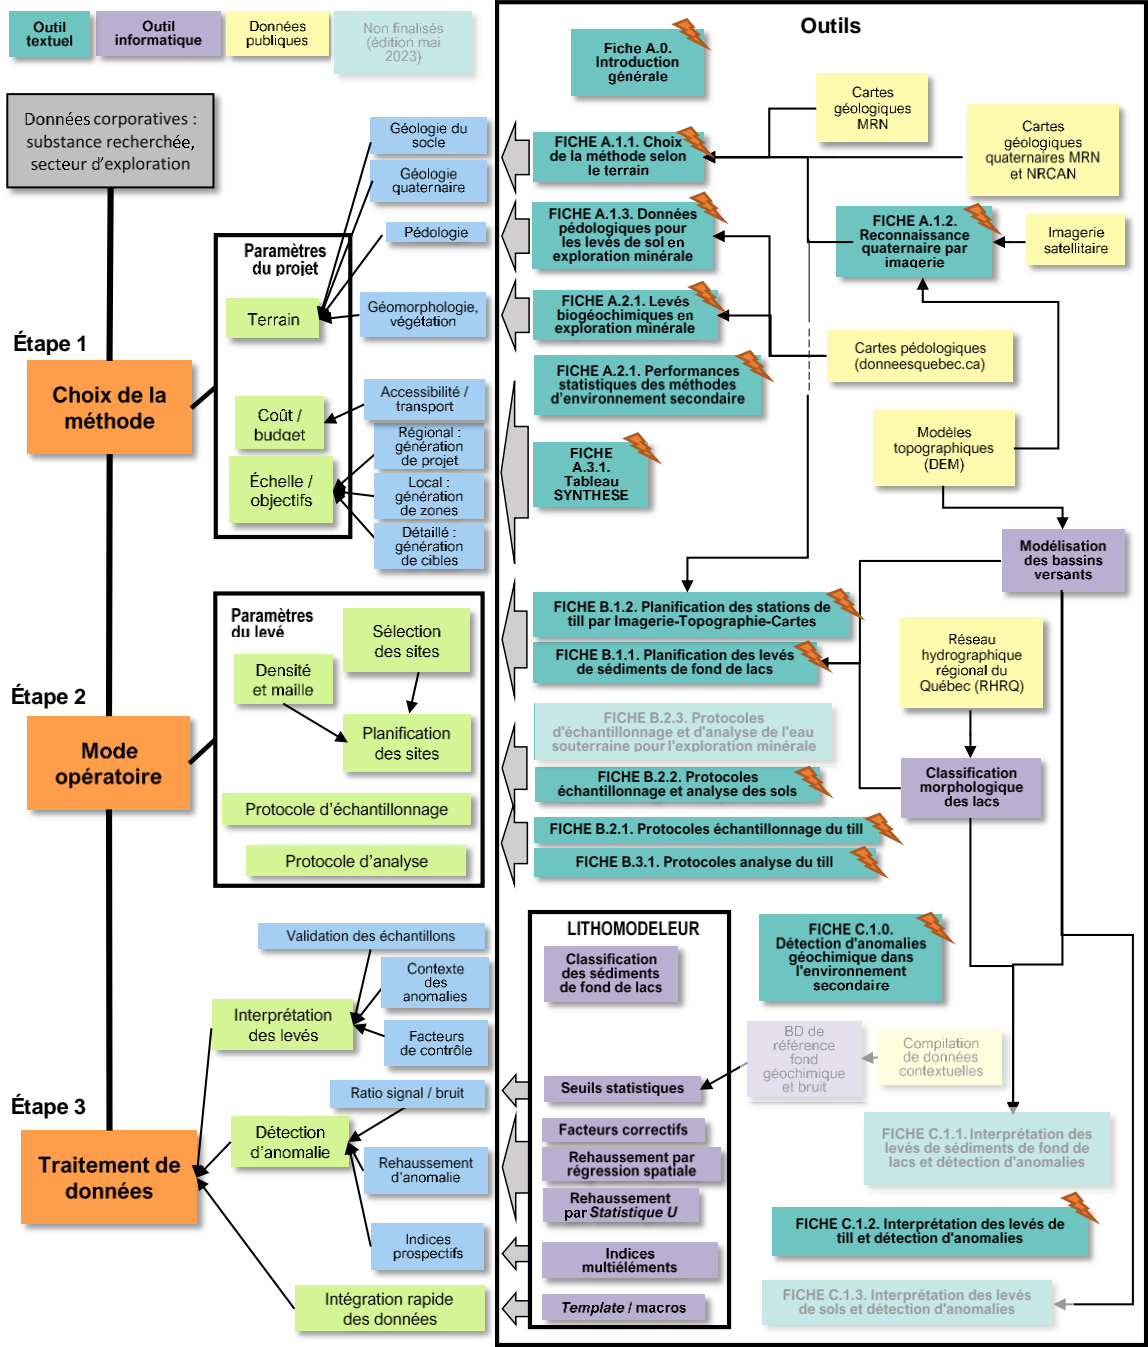 Outil
textuel
Outil
informatique
Données
publiques
Non finalisés
(édition mai
2023)
Données corporatives :
substance recherchée,
secteur d'exploration
Étape 1
Choix de la
méthode
Paramètres
du projet
Terrain
Coût /
budget
Échelle /
objectifs
Géologie du
socle
Géologie
quaternaire
Pédologie
Géomorphologie,
végétation
Accessibilité /
transport
Régional :
génération
de projet
Local :
génération
de zones
Détaillé :
génération
de cibles
Étape 2
Mode
opératoire
Paramètres
du levé
Sélection
des sites
Densité
et maille
Planification
des sites
Protocole d'échantillonnage
Protocole d'analyse
Étape 3
Traitement de
données
Validation des échantillons
Contexte
des
anomalies
Interprétation
des levés
Facteurs
de contrôle
Ratio signal / bruit
Détection
d'anomalie
Rehaussement
d'anomalie
Indices
prospectifs
Intégration rapide
des données
Outils
Fiche A.0.
Introduction
générale
Cartes
géologiques
MRN
Cartes
géologiques
quaternaires MRN
et NRCAN
FICHE A.1.1. Choix
de la méthode selon
le terrain
FICHE A.1.3. Données
pédologiques pour
les levés de sol en
exploration minérale
FICHE A.1.2.
Reconnaissance
quaternaire par
imagerie
Imagerie
satellitaire
FICHE A.2.1. Levés
biogéochimiques en
exploration minérale
Cartes pédologiques
(donneesquebec.ca)
FICHE A.2.1. Performances
statistiques des méthodes
d'environnement secondaire
Modèles
topographiques
(DEM)
FICHE
A.3.1.
Tableau
SYNTHESE
Modélisation
des bassins
versants
FICHE B.1.2. Planification des stations de
till par Imagerie-Topographie-Cartes
FICHE B.1.1. Planification des levés
de sédiments de fond de lacs
Réseau
hydrographique
régional du
Québec (RHRQ)
FICHE B.2.3. Protocoles
d'échantillonnage et d'analyse de l'eau
souterraine pour l'exploration minérale
FICHE B.2.2. Protocoles
échantillonnage et analyse des sols
Classification
morphologique
des lacs
FICHE B.2.1. Protocoles échantillonnage du till
FICHE B.3.1. Protocoles analyse du till
LITHOMODELEUR
Classification
des sédiments
de fond de lacs
FICHE C.1.0.
Détection d'anomalies
géochimique dans
l'environnement
secondaire
BD de
référence
fond
géochimique
et bruit
Compilation
de données
contextuelles
Seuils statistiques
Facteurs correctifs
Rehaussement par
régression spatiale
Rehaussement
par Statistique U
Indices
multiéléments
Template / macros
FICHE C.1.1. Interprétation des
levés de sédiments de fond de
lacs et détection d'anomalies
FICHE C.1.2. Interprétation des levés de
till et détection d'anomalies
FICHE C.1.3. Interprétation des levés
de sols et détection d'anomalies